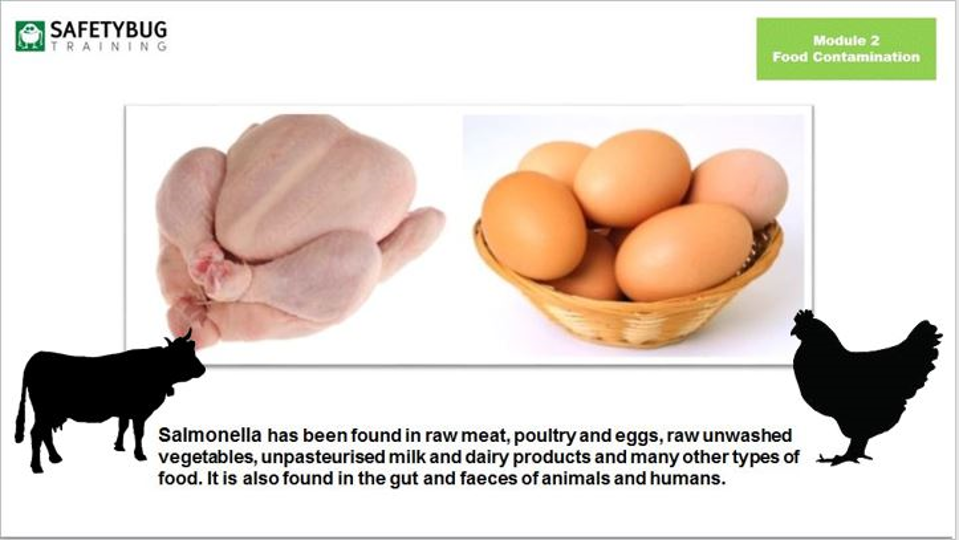 SAFETYBUG
TRAINING
Module 2
Food Contamination
Salmonella has been found in raw meat, poultry and eggs, raw unwashed
vegetables, unpasteurised milk and dairy products and many other types of
food. It is also found in the gut and faeces of animals and humans.